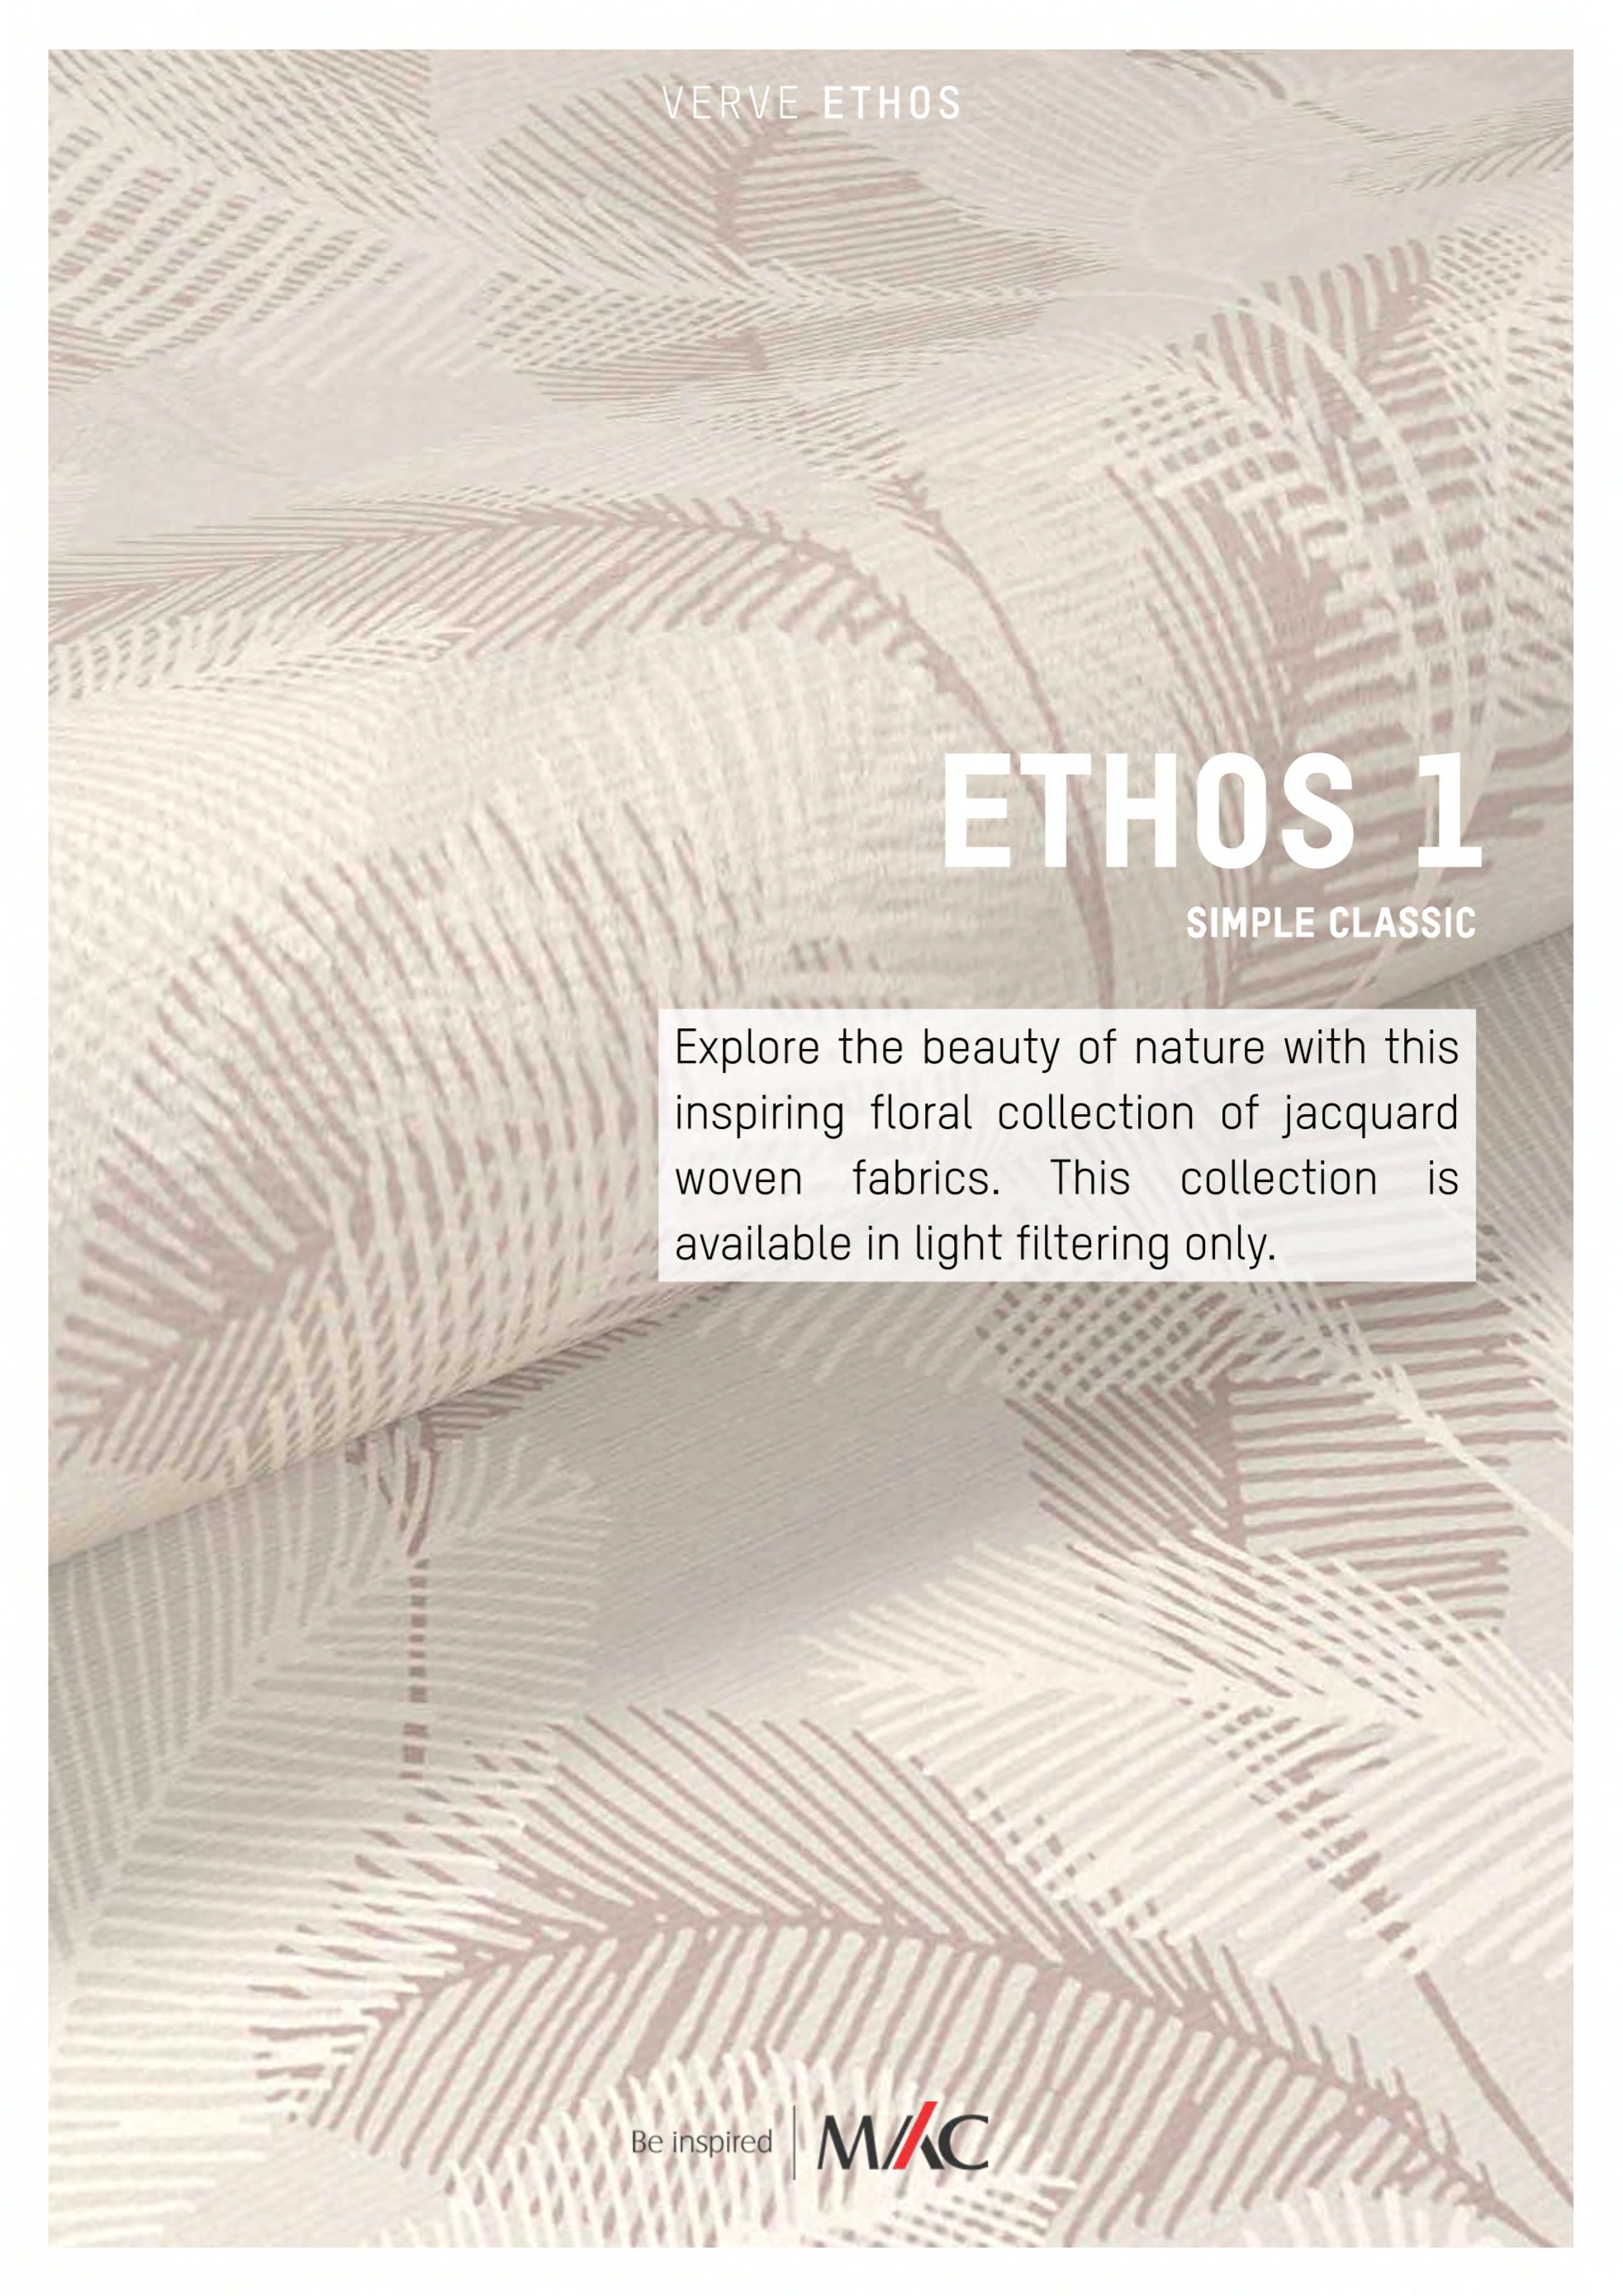 VERVE ETHOS
ETHOS 1
SIMPLE CLASSIC
Explore the beauty of nature with this
inspiring floral collection of jacquard
woven fabrics. This collection is
available in light filtering only.
Be inspired MAC